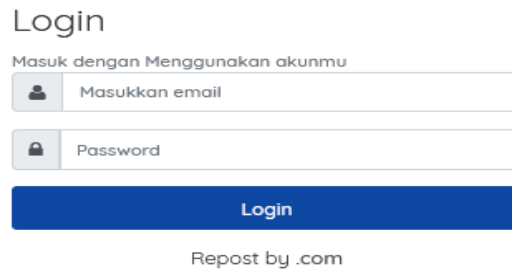 Login
Masuk dengan Menggunakan akunmu
Masukkan email
Password
Login
Repost by .com